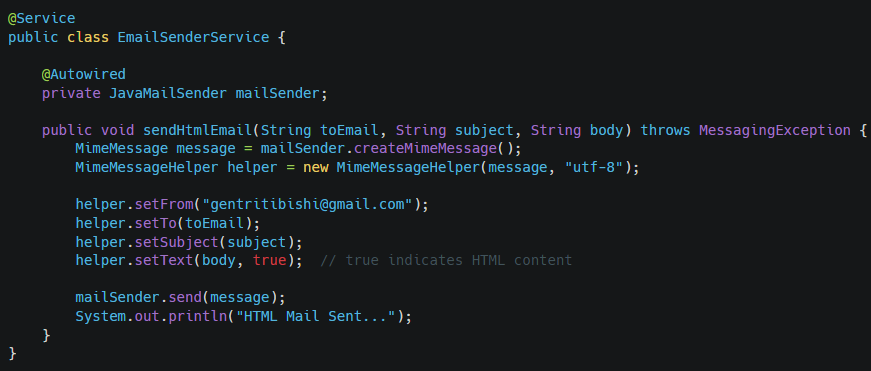 @Service
public class EmailSenderService {
@Autowired
private JavaMailSender mailSender;
public void sendHtmlEmail(String toEmail, String subject, String body) throws MessagingException {
MimeMessage message = mailSender.createMimeMessage();
MimeMessageHelper helper = new MimeMessageHelper(message, "utf-8");
helper.setFrom("gentritibishi@gmail.com");
helper.setTo(toEmail);
helper.setSubject(subject);
helper.setText(body, true);  // true indicates HTML content
mailSender.send(message);
System.out.println("HTML Mail Sent...");
}
}